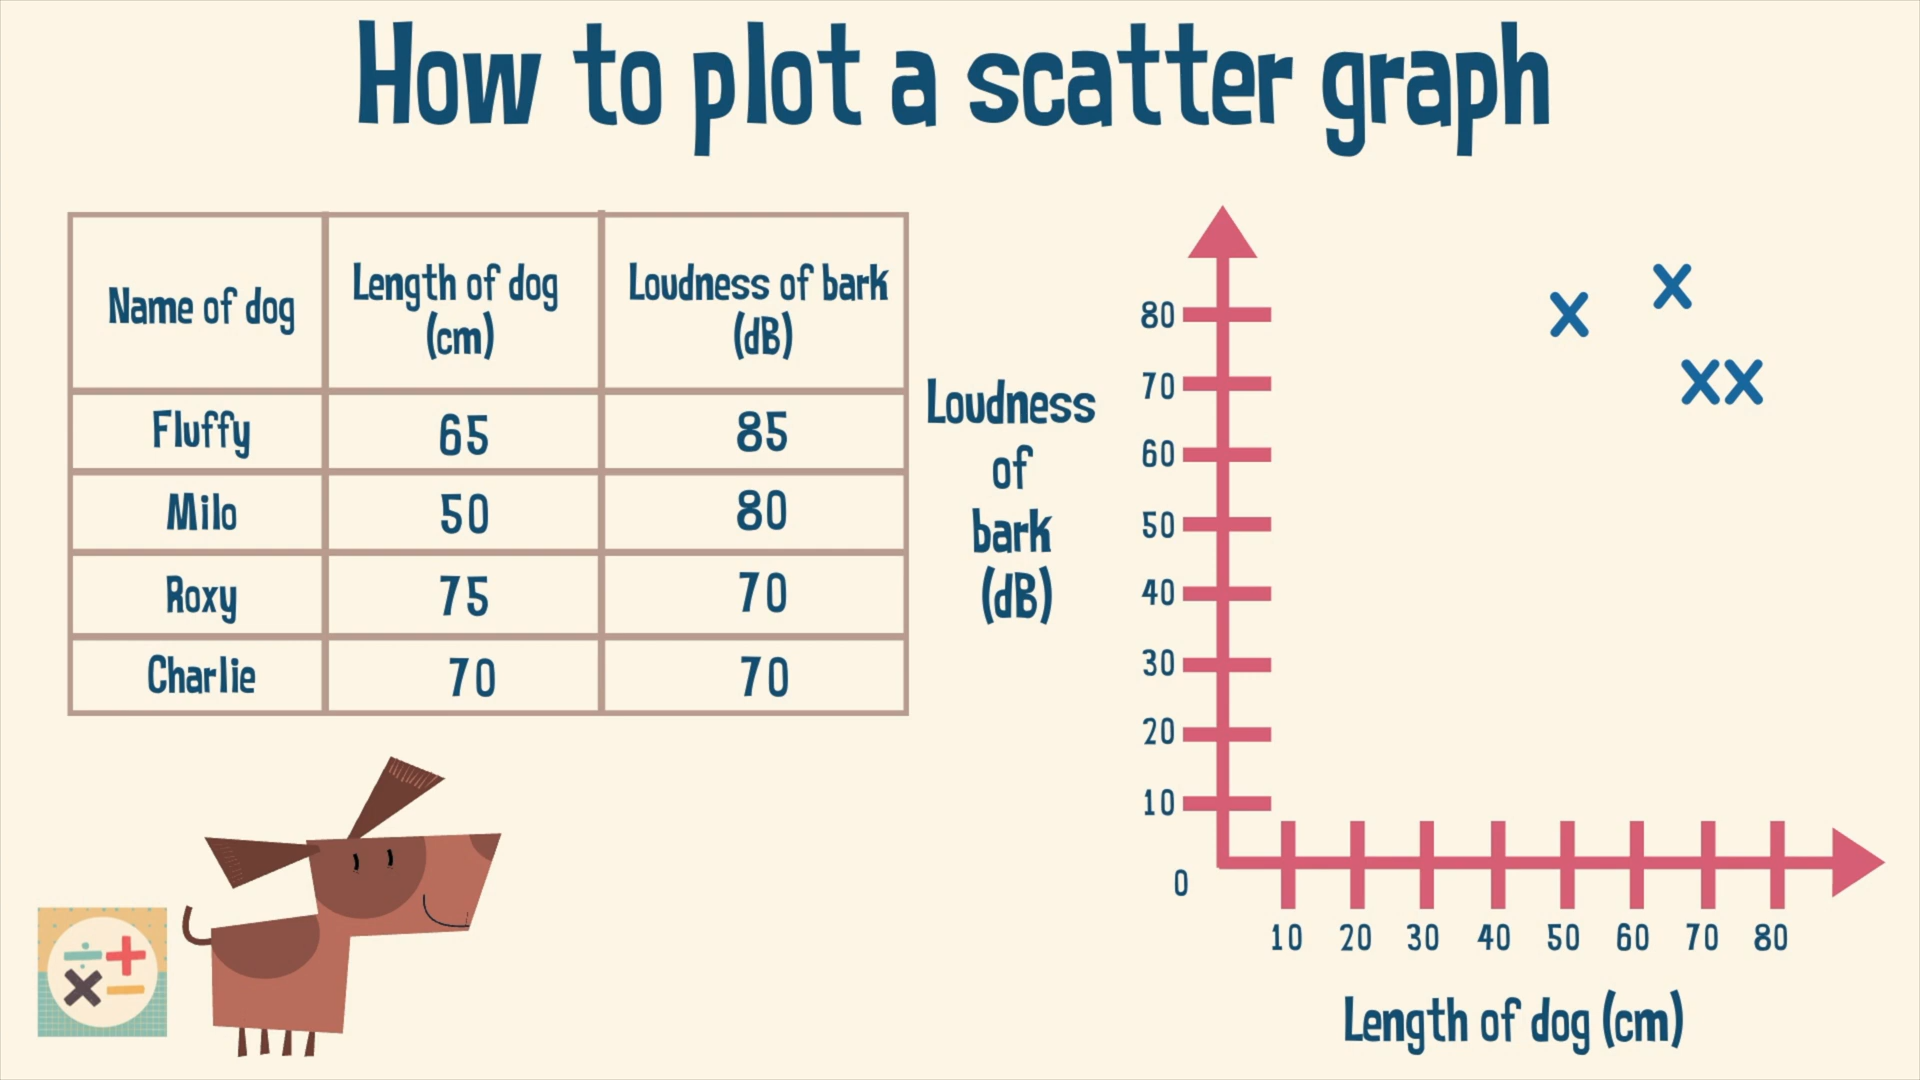 How to plot a scatter graph
Name of dog
Length of dog
(cm)
Loudness of bark
(dB)
Fluffy 65 85
Milo 50 80
Roxy 75 70
Charlie 70 70
Loudness
of
bark
(dB)
80
70
60
50
40
30
20
10
0
10 20 30 40 50 60 70 80
Length of dog (cm)